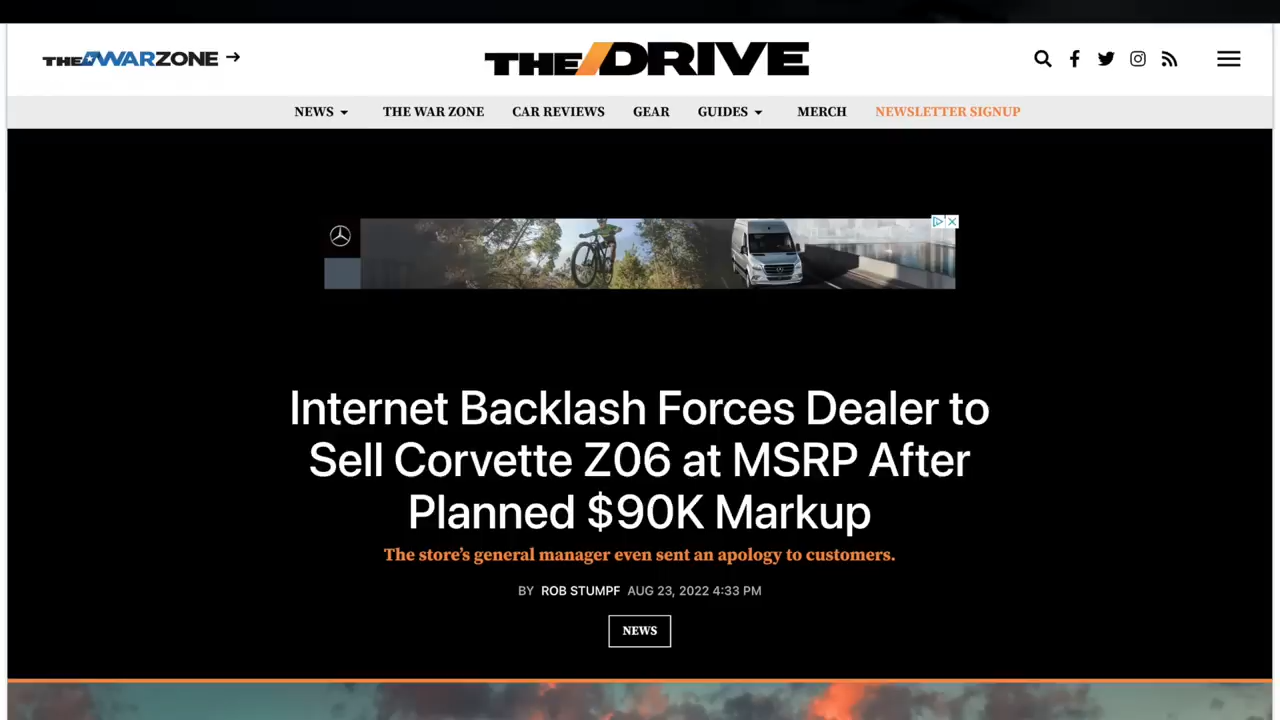 THE WARZONE →
THE/DRIVE
NEWS
THE WAR ZONE
CAR REVIEWS
GEAR
GUIDES
MERCH
NEWSLETTER SIGNUP
Internet Backlash Forces Dealer to
Sell Corvette Z06 at MSRP After
Planned $90K Markup
The store's general manager even sent an apology to customers.
BY ROB STUMPF AUG 23, 2022 4:33 PM
NEWS